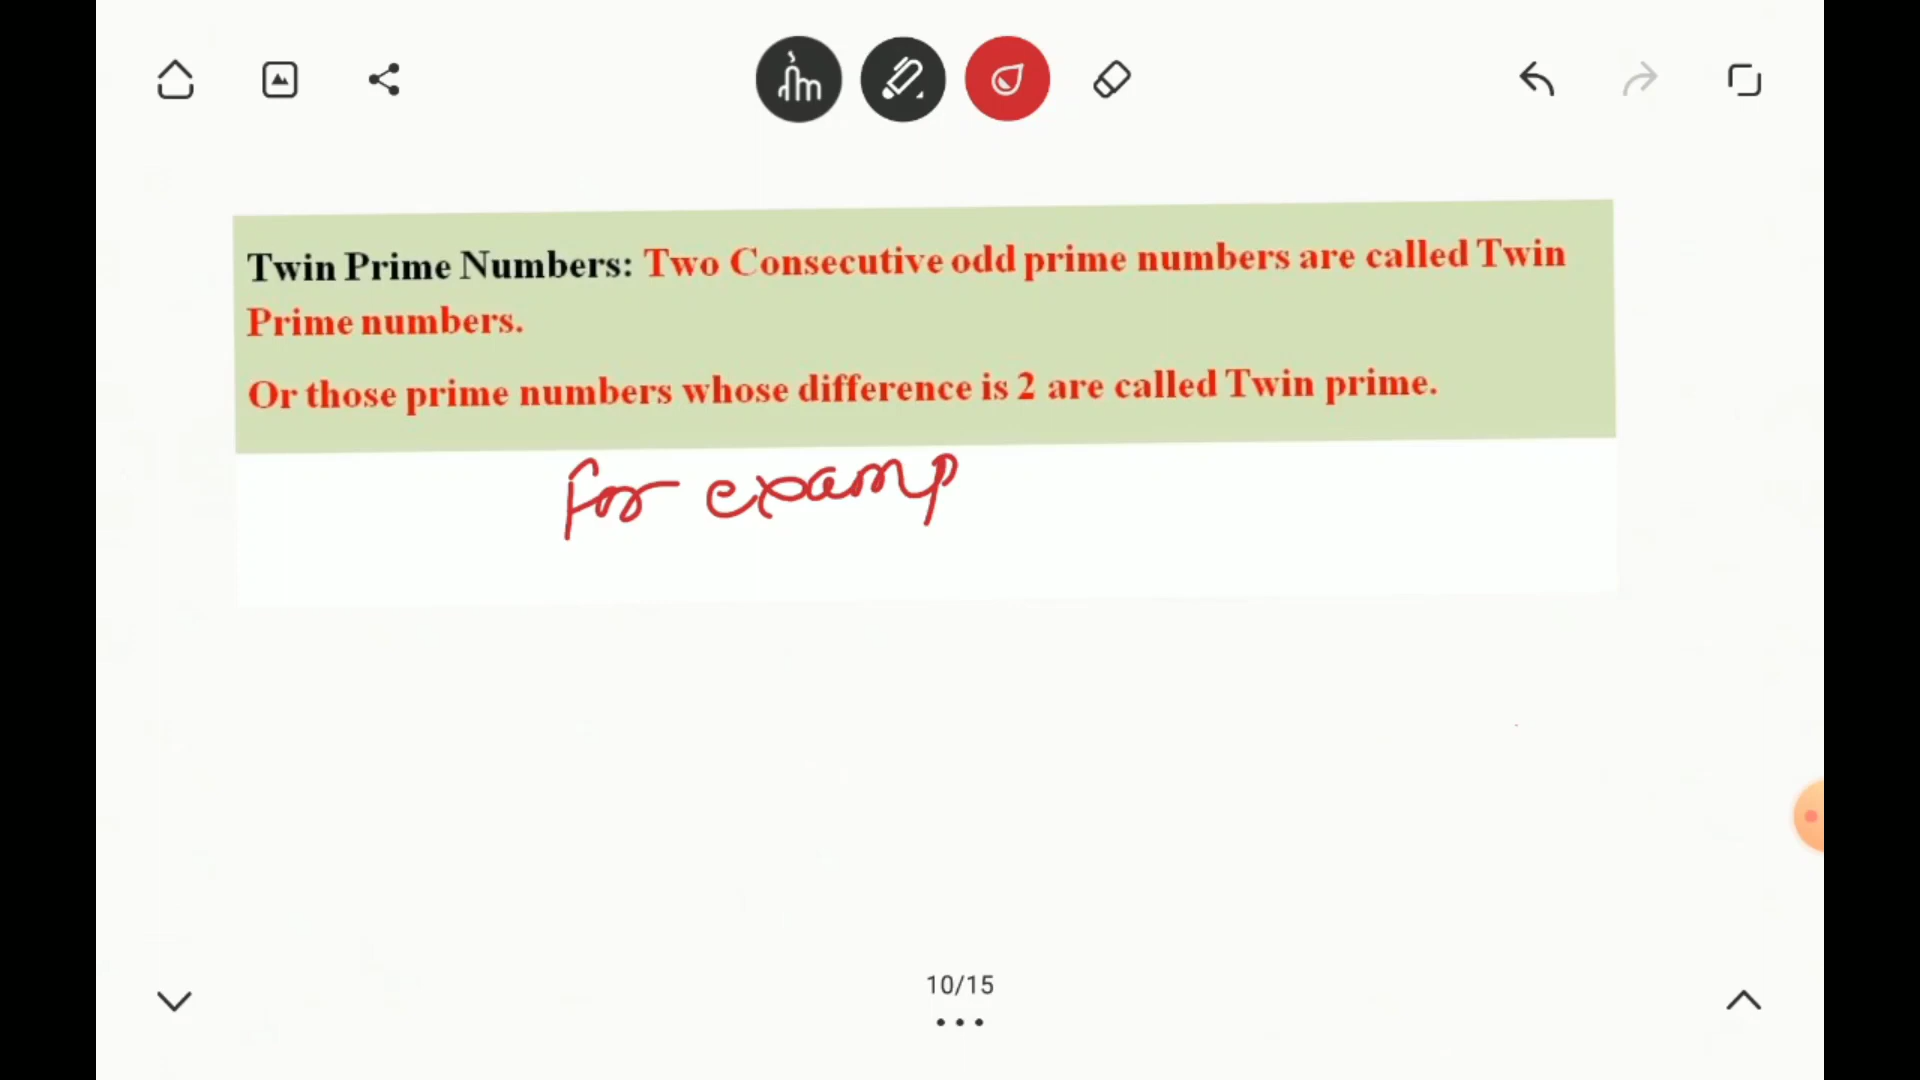 Twin Prime Numbers: Two Consecutive odd prime numbers are called Twin
Prime numbers.
Or those prime numbers whose difference is 2 are called Twin prime.
For examp
10/15